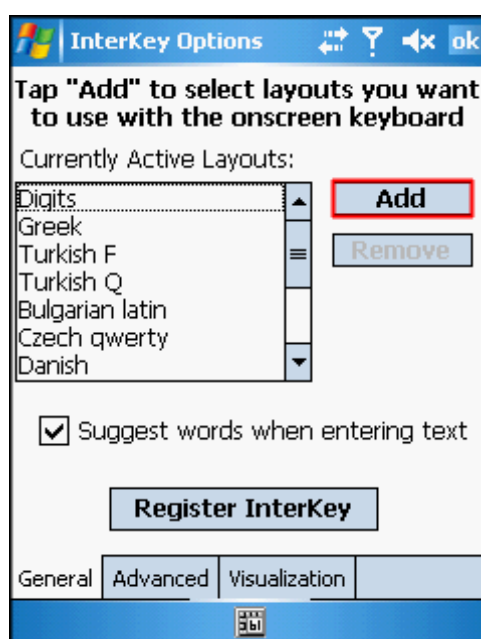 InterKey Options
ok
Tap "Add" to select layouts you want
to use with the onscreen keyboard
Currently Active Layouts:
Digits
Greek
Turkish F
Turkish Q
Bulgarian latin
Czech qwerty
Danish
Add
Remove
Suggest words when entering text
Register InterKey
General
Advanced
Visualization